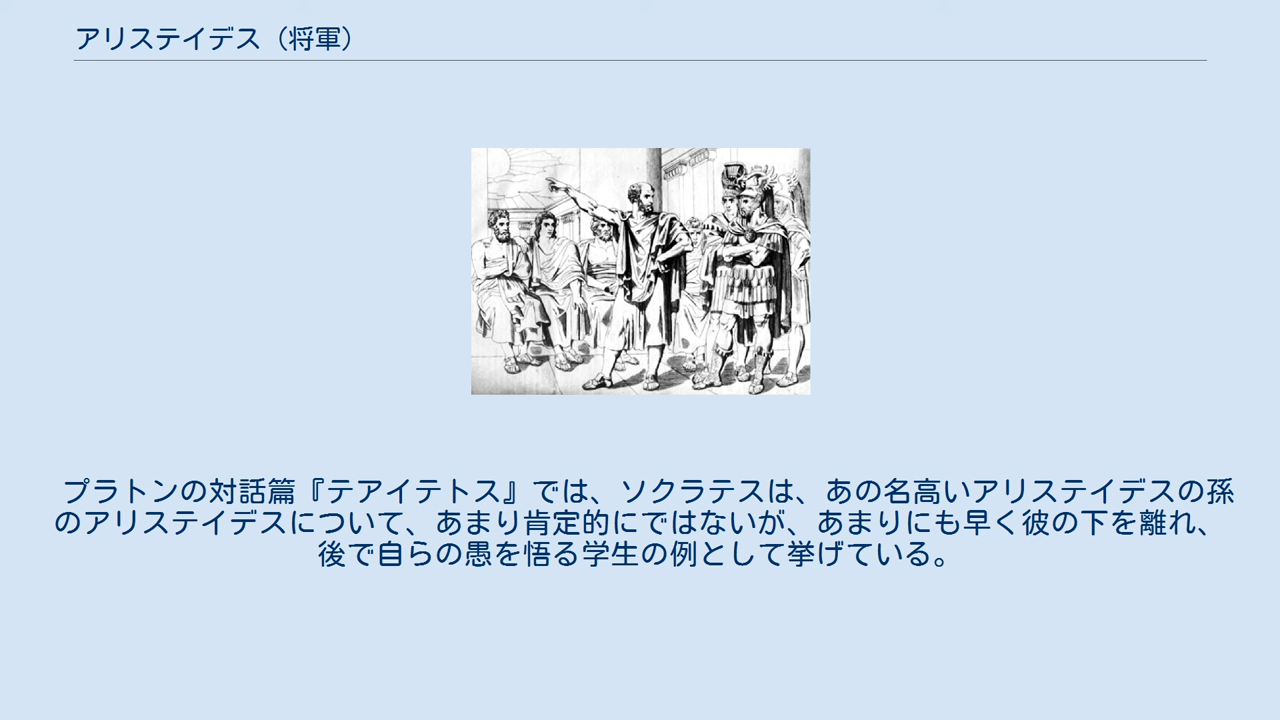 アリステイデス（将軍）
プラトンの対話篇『テアイテトス』では、ソクラテスは、あの名高いアリステイデスの孫
のアリステイデスについて、あまり肯定的にではないが、あまりにも早く彼の下を離れ、
後で自らの愚を悟る学生の例として挙げている。